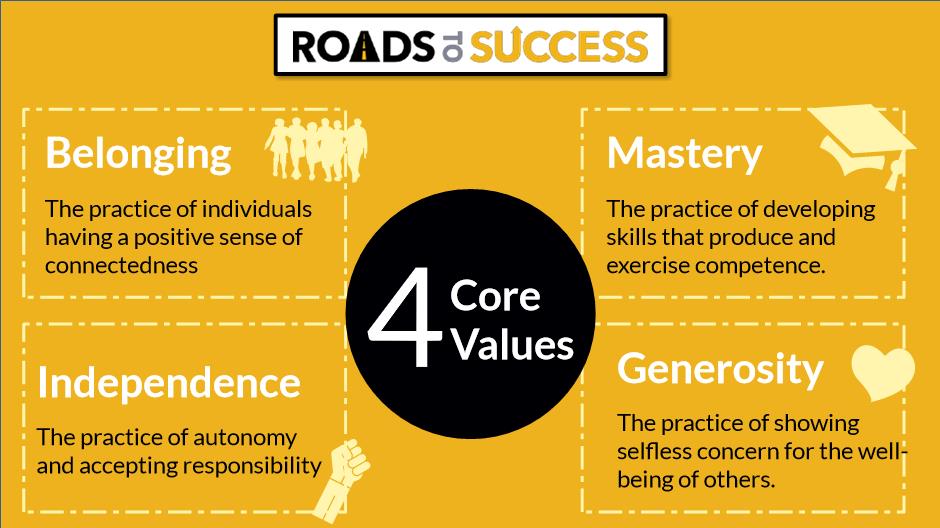 ROADS TO SUCCESS
Belonging
The practice of individuals
having a positive sense of
connectedness
Mastery
The practice of developing
skills that produce and
exercise competence.
4 Core
Values
Independence
The practice of autonomy
and accepting responsibility
Generosity
The practice of showing
selfless concern for the well-
being of others.